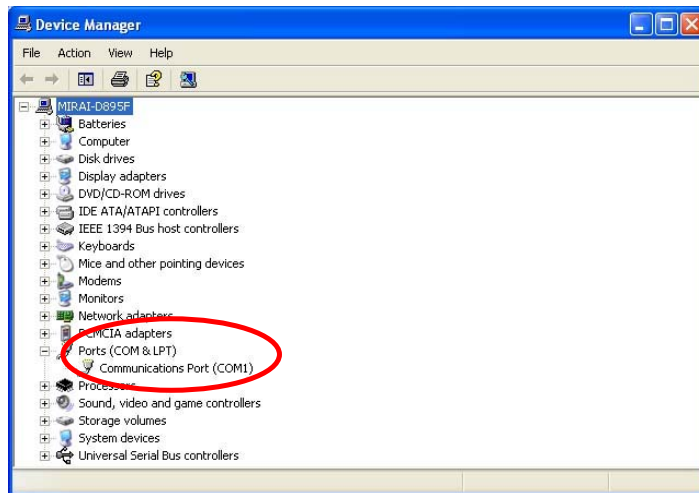 Device Manager
File Action View Help
MIRAI-D895F
Batteries
Computer
Disk drives
Display adapters
DVD/CD-ROM drives
IDE ATA/ATAPI controllers
IEEE 1394 Bus host controllers
Keyboards
Mice and other pointing devices
Modems
Monitors
Network adapters
PCMCIA adapters
Ports (COM & LPT)
Communications Port (COM1)
Processors
Sound, video and game controllers
Storage volumes
System devices
Universal Serial Bus controllers